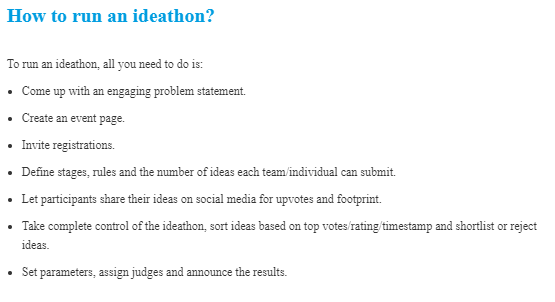 How to run an ideathon?
To run an ideathon, all you need to do is:
• Come up with an engaging problem statement.
• Create an event page.
• Invite registrations.
• Define stages, rules and the number of ideas each team/individual can submit.
• Let participants share their ideas on social media for upvotes and footprint.
• Take complete control of the ideathon, sort ideas based on top votes/rating/timestamp and shortlist or reject
ideas.
• Set parameters, assign judges and announce the results.